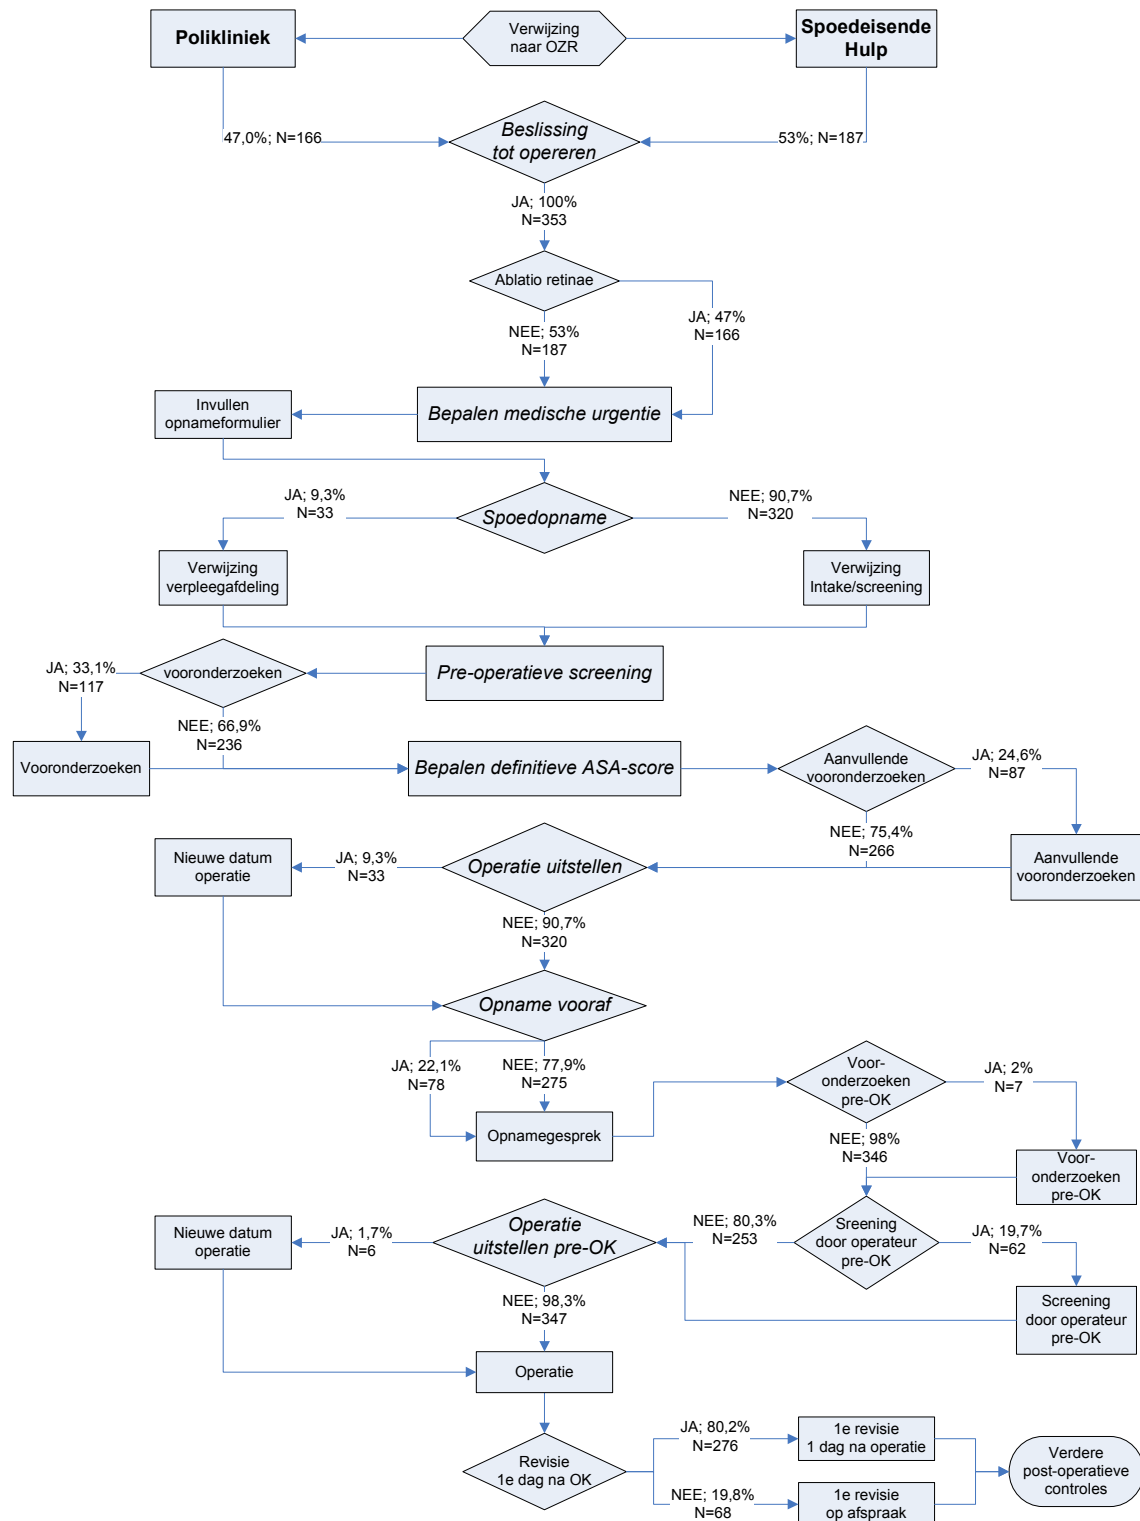 Polikliniek
Verwijzing
naar OZR
Spoedeisende
Hulp
47,0%; N=166
Beslissing
tot opereren
53%; N=187
JA; 100%
N=353
Ablatio retinae
NEE; 53%
N=187
JA; 47%
N=166
Invullen
opnameformulier
Bepalen medische urgentie
JA; 9,3%
N=33
Spoedopname
NEE; 90,7%
N=320
Verwijzing
verpleegafdeling
Verwijzing
Intake/screening
JA; 33,1%
N=117
vooronderzoeken
Pre-operatieve screening
NEE; 66,9%
N=236
Vooronderzoeken
Bepalen definitieve ASA-score
Aanvullende
vooronderzoeken
JA; 24,6%
N=87
NEE; 75,4%
N=266
Nieuwe datum
operatie
JA; 9,3%
N=33
Operatie uitstellen
Aanvullende
vooronderzoeken
NEE; 90,7%
N=320
Opname vooraf
JA; 22,1%
N=78
NEE; 77,9%
N=275
Opnamegesprek
Voor-
onderzoeken
pre-OK
JA; 2%
N=7
NEE; 98%
N=346
Voor-
onderzoeken
pre-OK
Nieuwe datum
operatie
JA; 1,7%
N=6
Operatie
uitstellen pre-OK
NEE; 80,3%
N=253
Sreening
door operateur
pre-OK
JA; 19,7%
N=62
NEE; 98,3%
N=347
Screening
door operateur
pre-OK
Operatie
Revisie
1e dag na OK
JA; 80,2%
N=276
1e revisie
1 dag na operatie
NEE; 19,8%
N=68
1e revisie
op afspraak
Verdere
post-operatieve
controles